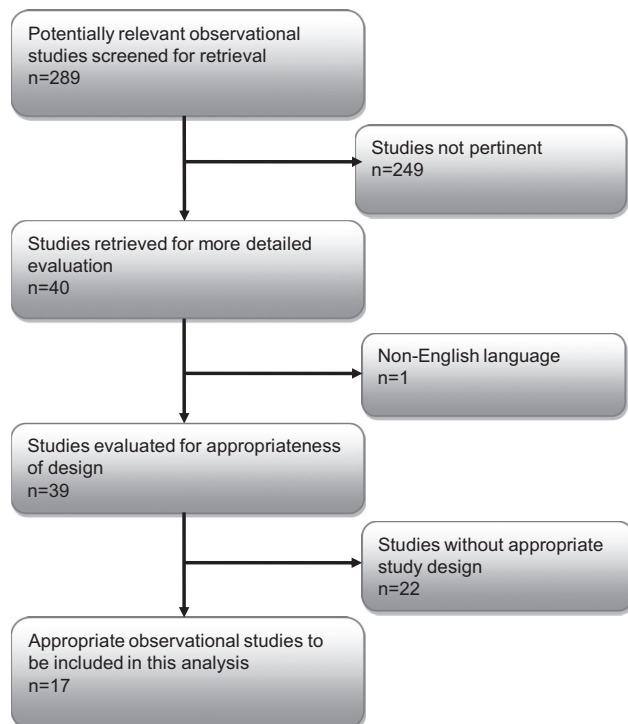 Potentially relevant observational
studies screened for retrieval
n=289
Studies not pertinent
n=249
Studies retrieved for more detailed
evaluation
n=40
Non-English language
n=1
Studies evaluated for appropriateness
of design
n=39
Studies without appropriate
study design
n=22
Appropriate observational studies to
be included in this analysis
n=17